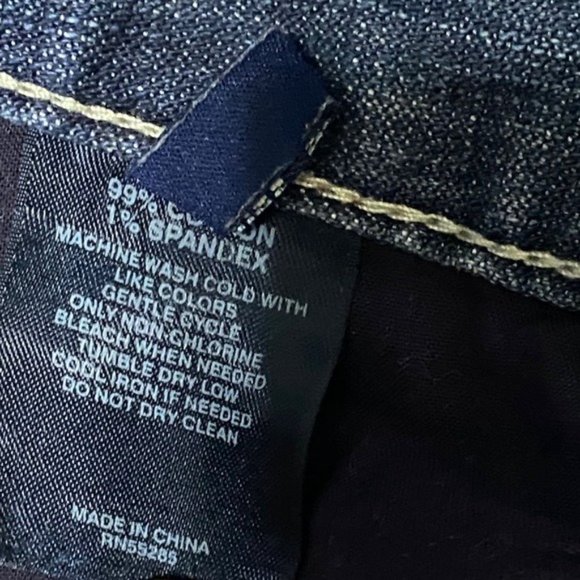 99% COTTON
1% SPANDEX
MACHINE WASH COLD WITH
LIKE COLORS
GENTLE CYCLE
ONLY NON-CHLORINE
BLEACH WHEN NEEDED
TUMBLE DRY LOW
COOL IRON IF NEEDED
DO NOT DRY CLEAN
MADE IN CHINA
RN55285